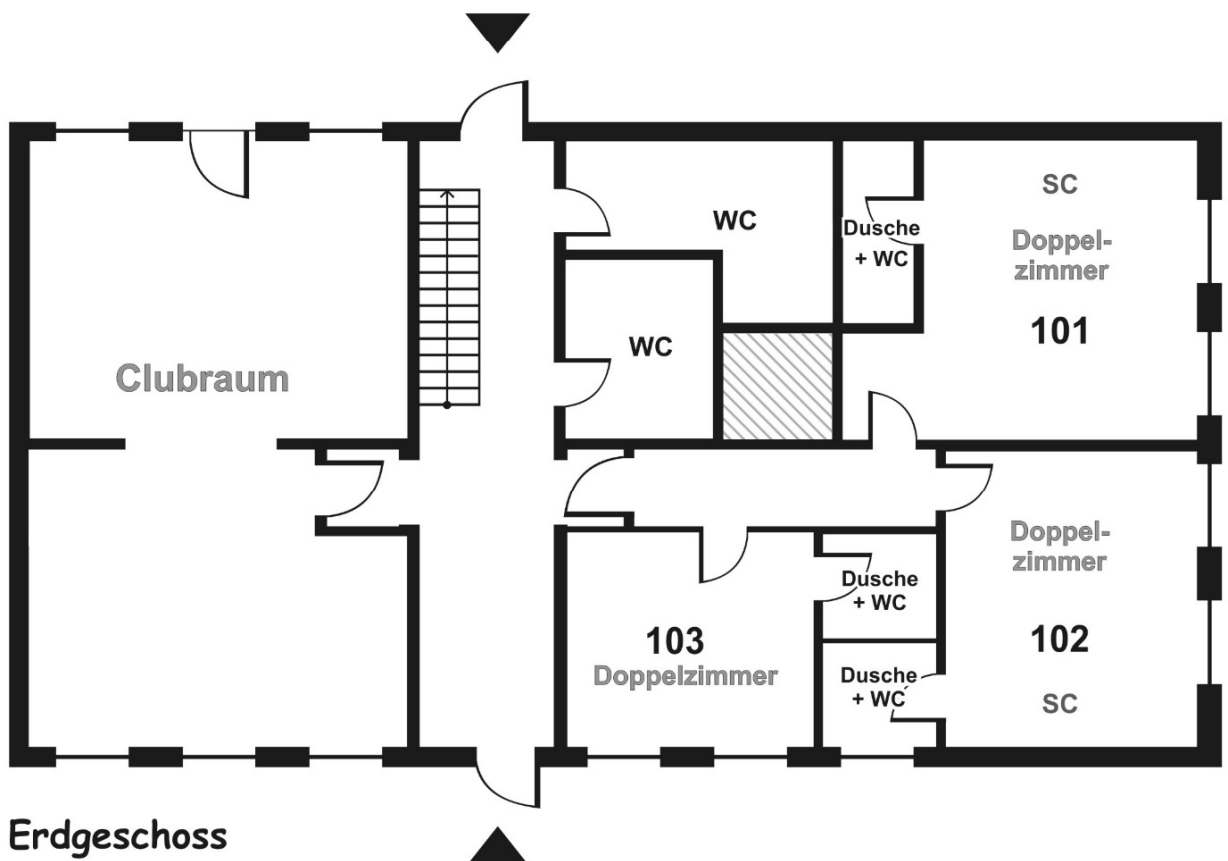 SC
WC
Dusche
+ WC
Doppel-
zimmer
101
WC
Clubraum
Doppel-
zimmer
Dusche
+ WC
103
Doppelzimmer
102
Dusche
+ WC
SC
Erdgeschoss